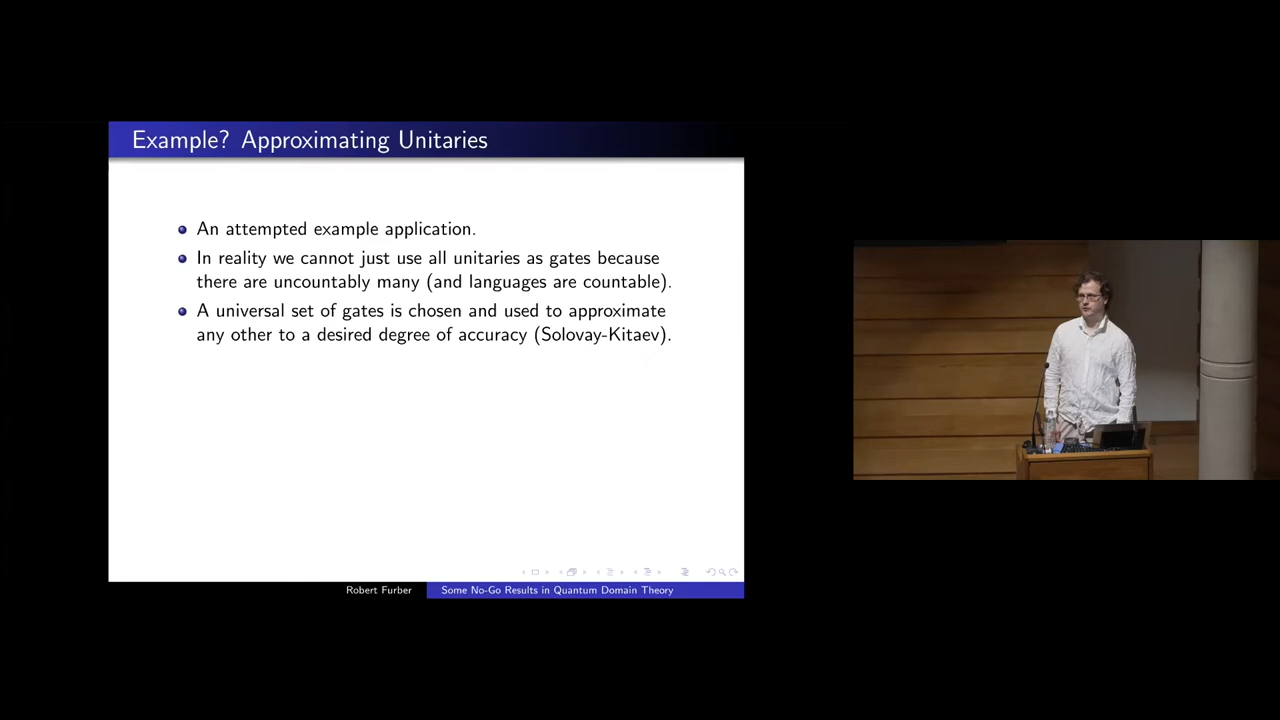 Example? Approximating Unitaries
An attempted example application.
In reality we cannot just use all unitaries as gates because
there are uncountably many (and languages are countable).
A universal set of gates is chosen and used to approximate
any other to a desired degree of accuracy (Solovay-Kitaev).
Robert Furber
Some No-Go Results in Quantum Domain Theory